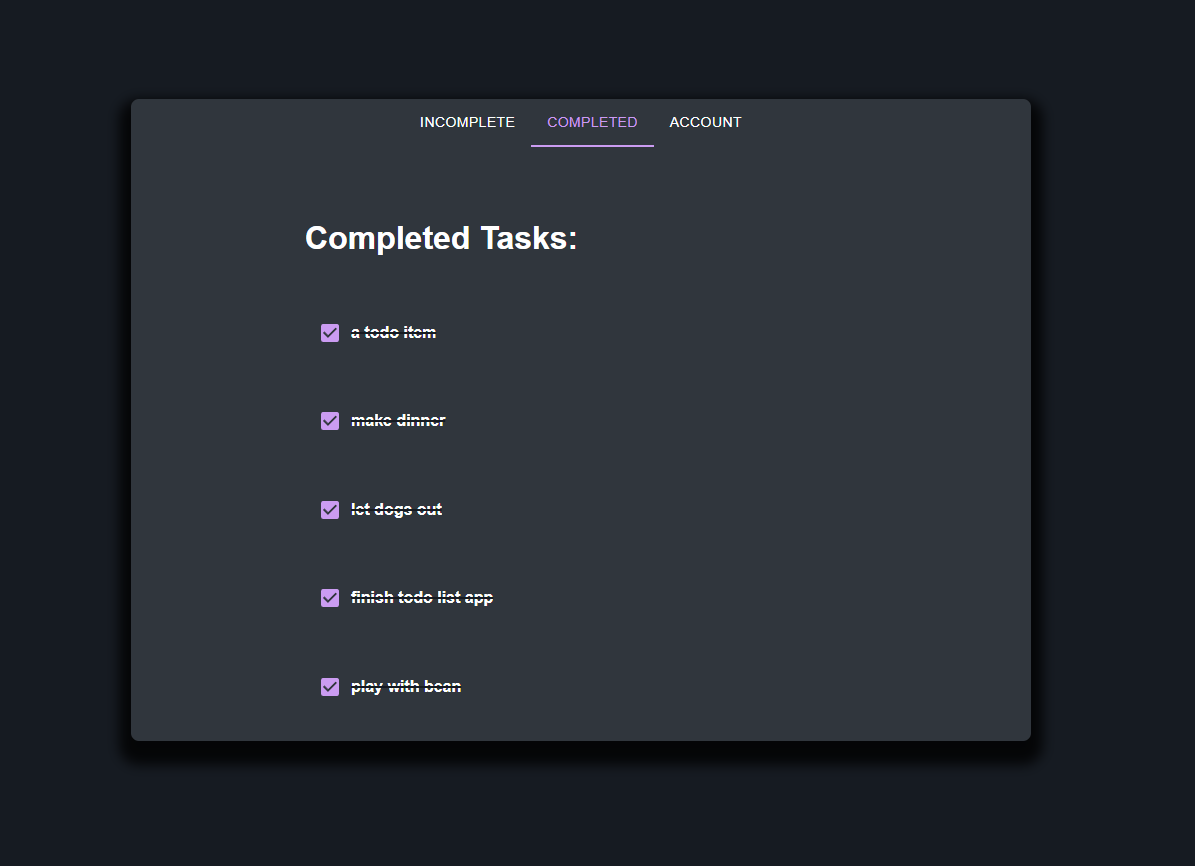 INCOMPLETE COMPLETED ACCOUNT
Completed Tasks:
a todo item
make dinner
let dogs out
finish todo list app
play with bean